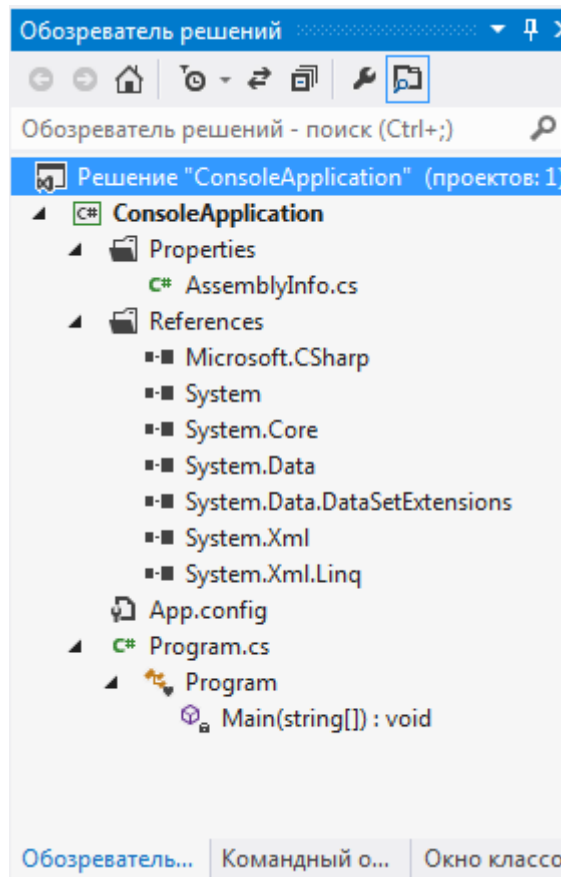 Обозреватель решений
Обозреватель решений - поиск (Ctrl+;)
Решение "ConsoleApplication" (проектов: 1)
C# ConsoleApplication
Properties
C# AssemblyInfo.cs
References
Microsoft.CSharp
System
System.Core
System.Data
System.Data.DataSetExtensions
System.Xml
System.Xml.Linq
App.config
C# Program.cs
Program
Main(string[]) : void
Обозреватель... Командный о... Окно классо